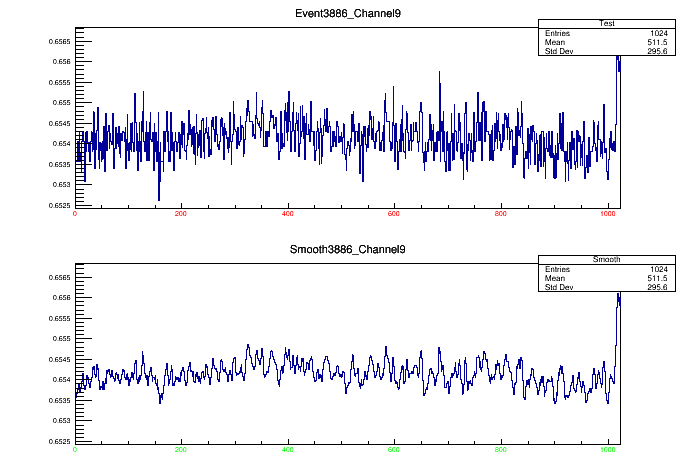 Event3886_Channel9
Test
Entries 1024
Mean 511.5
Std Dev 295.6
0.6565
0.656
0.6555
0.655
0.6545
0.654
0.6535
0.653
0.6525
0 200 400 600 800 1000
Smooth3886_Channel9
Smooth
Entries 1024
Mean 511.5
Std Dev 295.6
0.6565
0.656
0.6555
0.655
0.6545
0.654
0.6535
0.653
0.6525
0 200 400 600 800 1000